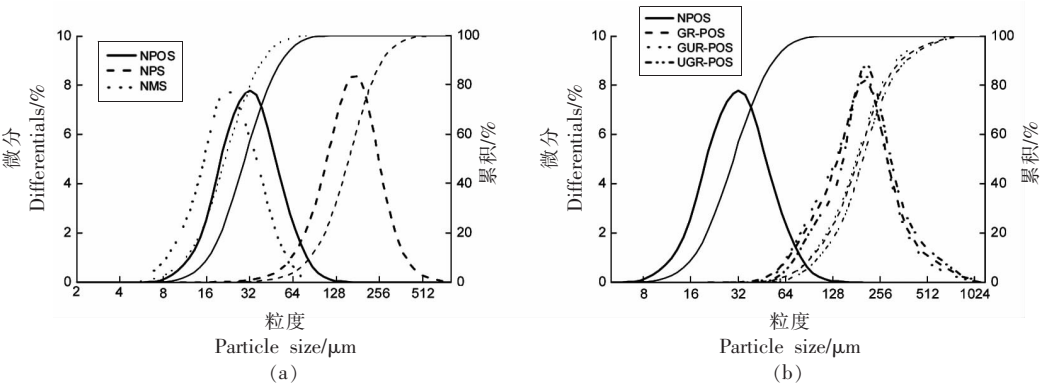 NPOS
NPS
NMS
10
8
6
4
2
0
100
80
60
40
20
0
2 4 8 16 32 64 128 256 512
微分
Differentials/%
累积/%
粒度
Particle size/μm
(a)
NPOS
GR-POS
GUR-POS
UGR-POS
10
8
6
4
2
0
100
80
60
40
20
0
8 16 32 64 128 256 512 1024
微分
Differentials/%
累积/%
粒度
Particle size/μm
(b)